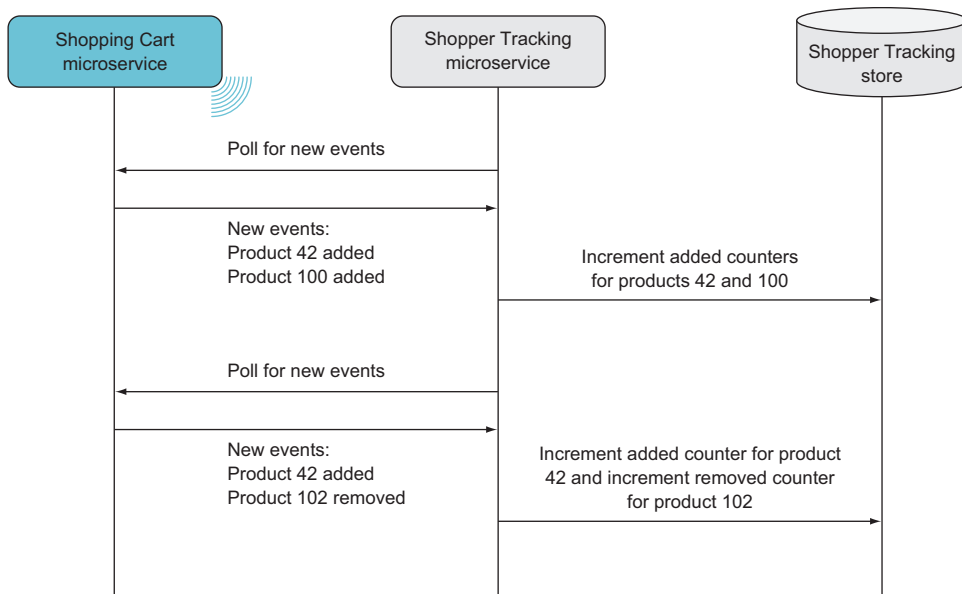 Shopping Cart
microservice
Shopper Tracking
microservice
Shopper Tracking
store
Poll for new events
New events:
Product 42 added
Product 100 added
Increment added counters
for products 42 and 100
Poll for new events
New events:
Product 42 added
Product 102 removed
Increment added counter for product
42 and increment removed counter
for product 102